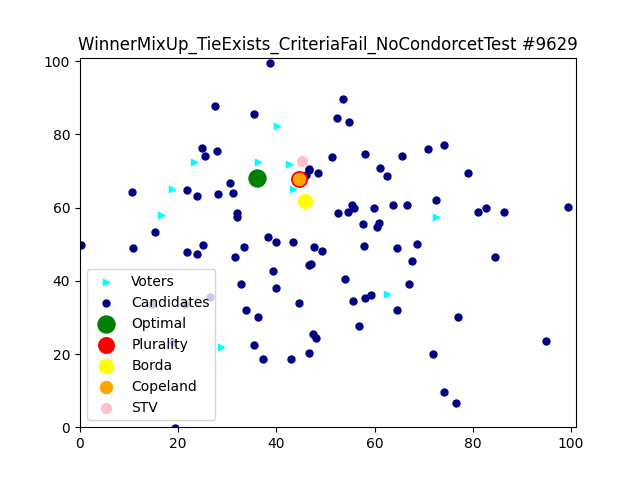 WinnerMixUp_TieExists_CriteriaFail_NoCondorcetTest #9629
100
80
60
40
20
0
Voters
Candidates
Optimal
Plurality
Borda
Copeland
STV
0 20 40 60 80 100